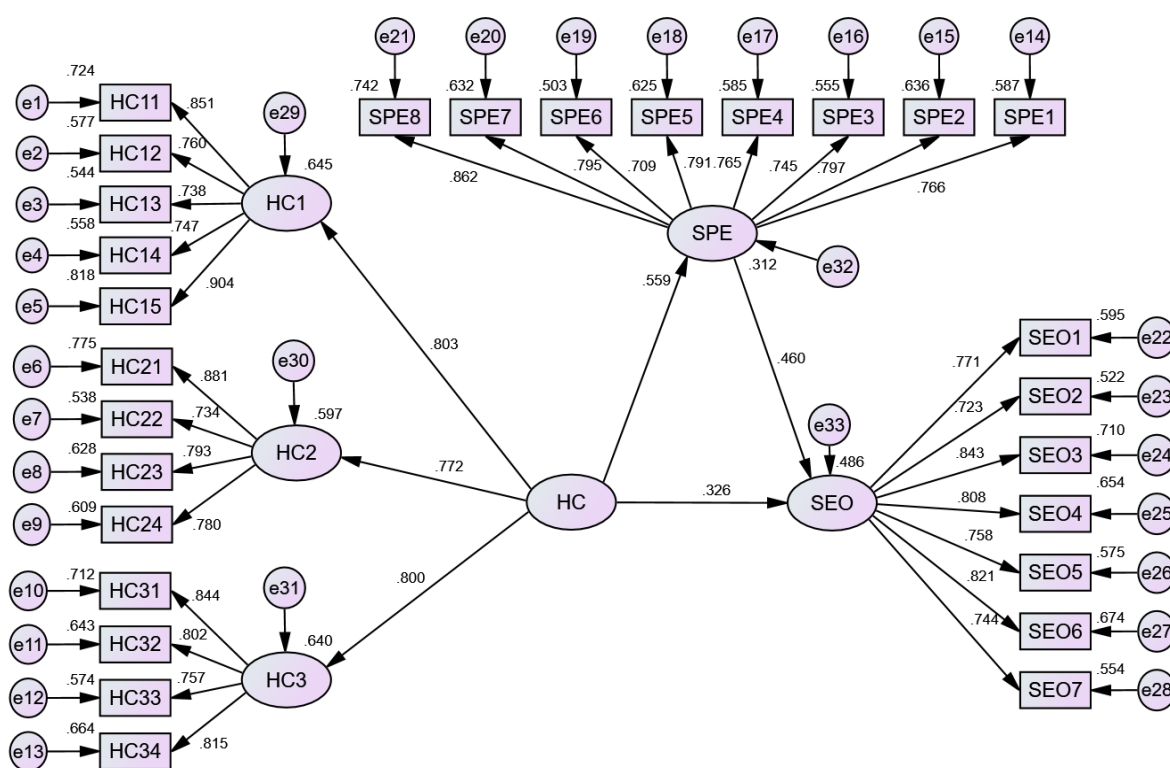 e21
e20
e19
e18
e17
e16
e15
e14
.742
.632
.503
.625
.585
.555
.636
.587
SPE8
SPE7
SPE6
SPE5
SPE4
SPE3
SPE2
SPE1
.862
.795
.709
.791
.765
.745
.797
.766
SPE
.312
e32
.724
e1
HC11
.851
.577
e2
HC12
.760
.544
e3
HC13
.738
.558
e4
HC14
.747
.818
e5
HC15
.904
e29
.645
HC1
.803
.559
.460
.775
e6
HC21
.881
.538
e7
HC22
.734
.628
e8
HC23
.793
.609
e9
HC24
.780
e30
.597
HC2
.772
HC
.326
e33
.486
SEO
.800
.712
e10
HC31
.844
.643
e11
HC32
.802
.574
e12
HC33
.757
.664
e13
HC34
.815
e31
.640
HC3
.771
SEO1
.595
e22
.723
SEO2
.522
e23
.843
SEO3
.710
e24
.808
SEO4
.654
e25
.758
SEO5
.575
e26
.821
SEO6
.674
e27
.744
SEO7
.554
e28